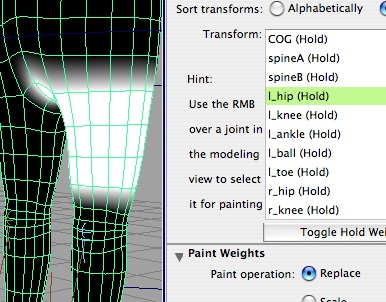 Sort transforms: Alphabetically
Transform:
COG (Hold)
spineA (Hold)
spineB (Hold)
l_hip (Hold)
l_knee (Hold)
l_ankle (Hold)
l_ball (Hold)
l_toe (Hold)
r_hip (Hold)
r_knee (Hold)
Hint:
Use the RMB
over a joint in
the modeling
view to select
it for painting
Toggle Hold Wei
Paint Weights
Paint operation: Replace
Scale